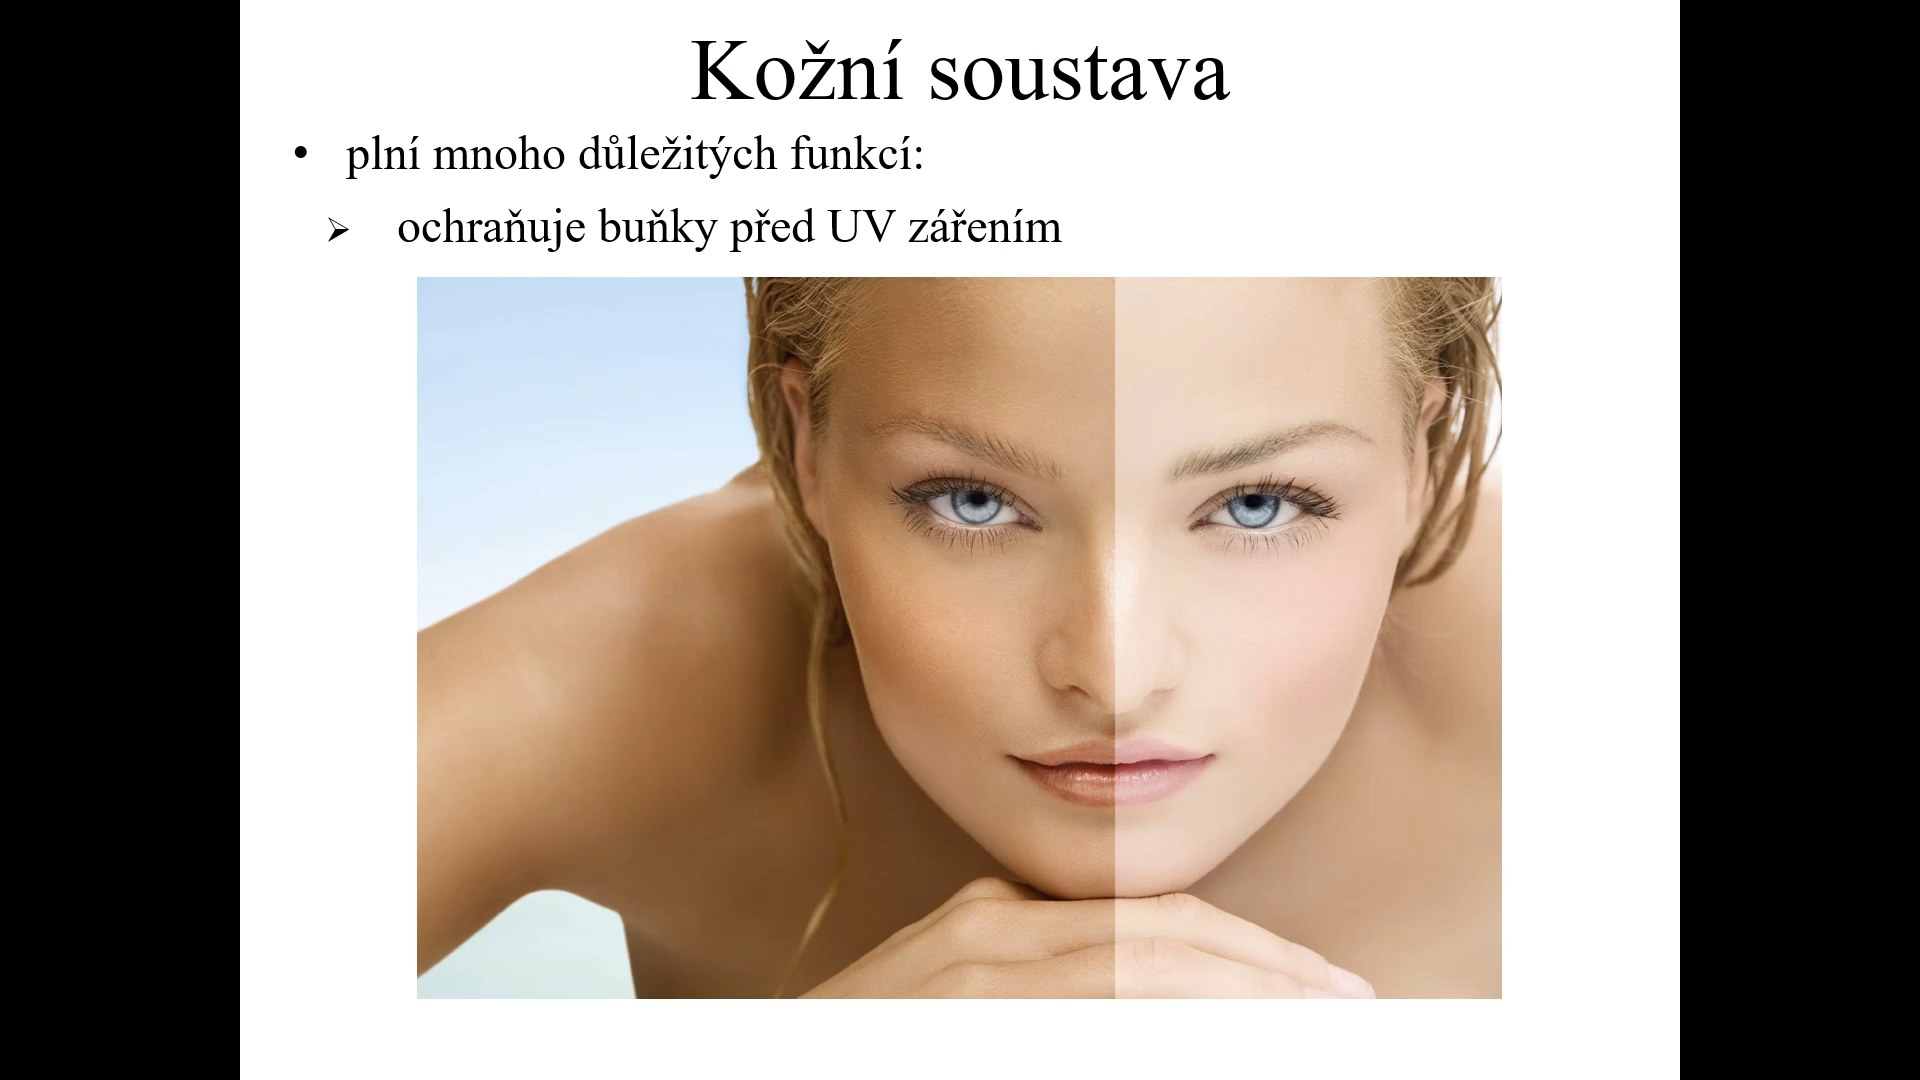 Kožní soustava
• plní mnoho důležitých funkcí:
➢ ochraňuje buňky před UV zářením